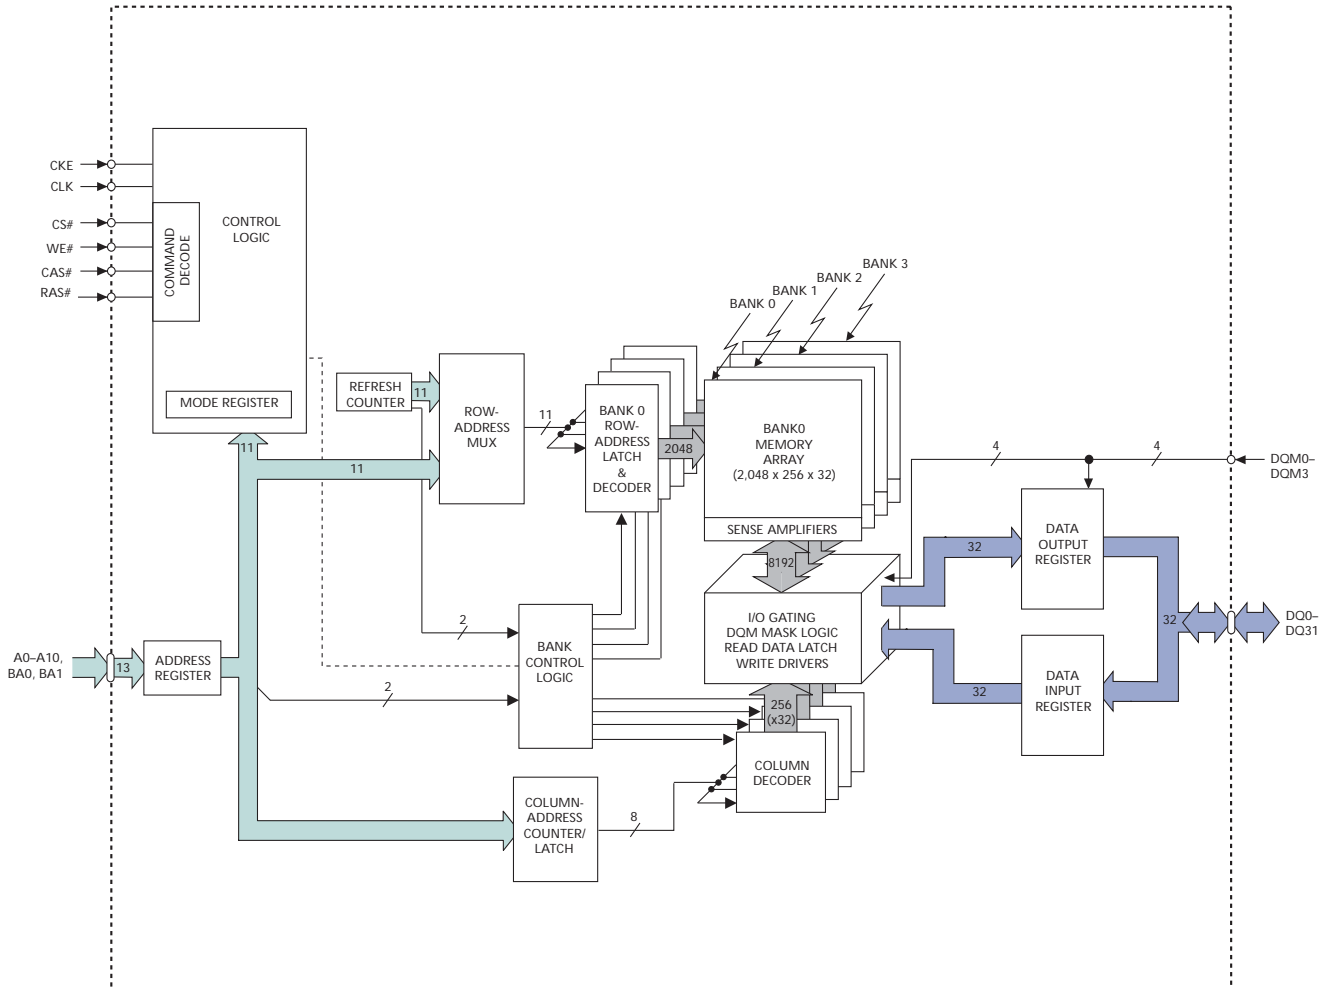 CKE
CLK
CS#
WE#
CAS#
RAS#
COMMAND
DECODE
CONTROL
LOGIC
MODE REGISTER
11
11
REFRESH
COUNTER
11
ROW-
ADDRESS
MUX
11
BANK 0
ROW-
ADDRESS
LATCH
&
DECODER
2048
BANK 0
BANK 1
BANK 2
BANK 3
BANK0
MEMORY
ARRAY
(2,048 x 256 x 32)
SENSE AMPLIFIERS
8192
I/O GATING
DQM MASK LOGIC
READ DATA LATCH
WRITE DRIVERS
256
(x32)
COLUMN
DECODER
2
2
BANK
CONTROL
LOGIC
A0–A10,
BA0, BA1
13
ADDRESS
REGISTER
COLUMN-
ADDRESS
COUNTER/
LATCH
8
4
4
DQM0–
DQM3
32
DATA
OUTPUT
REGISTER
32
DQ0–
DQ31
32
DATA
INPUT
REGISTER